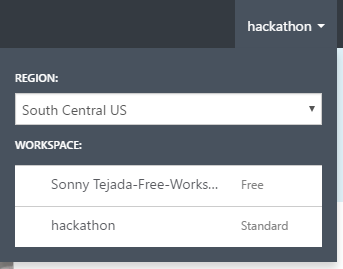 hackathon
REGION:
South Central US
WORKSPACE:
Sonny Tejada-Free-Works... Free
hackathon Standard